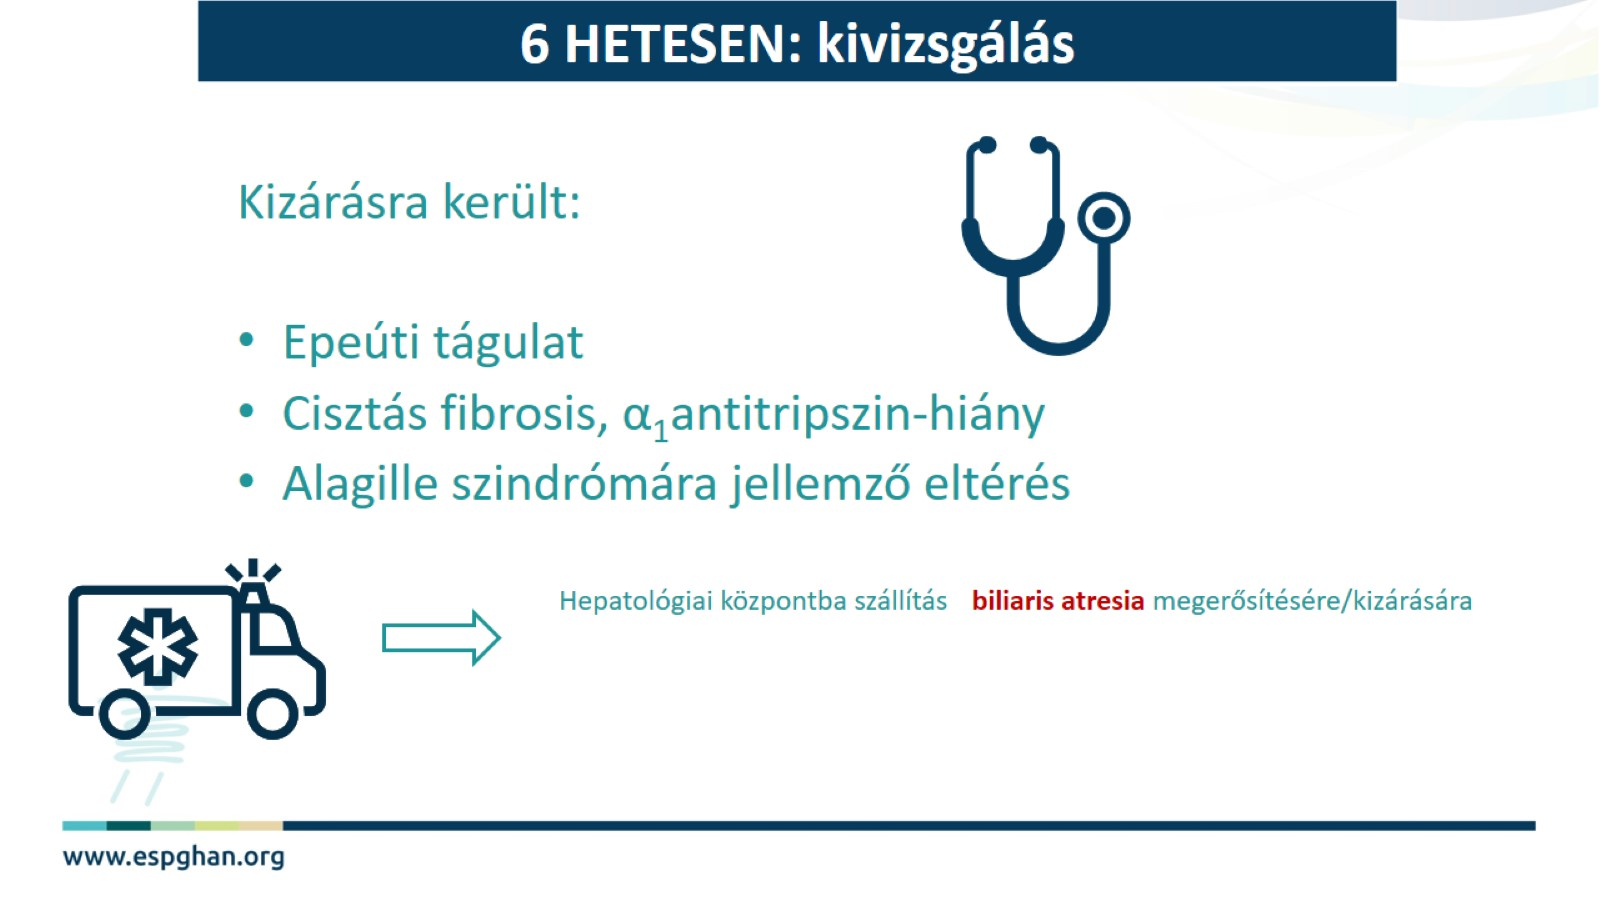 6 HETESEN: kivizsgálás
Kizárásra került:
• Epeúti tágulat
• Cisztás fibrosis, α₁antitripszin-hiány
• Alagille szindrómára jellemző eltérés
Hepatológiai központba szállítás biliaris atresia megerősítésére/kizárására
www.espghan.org